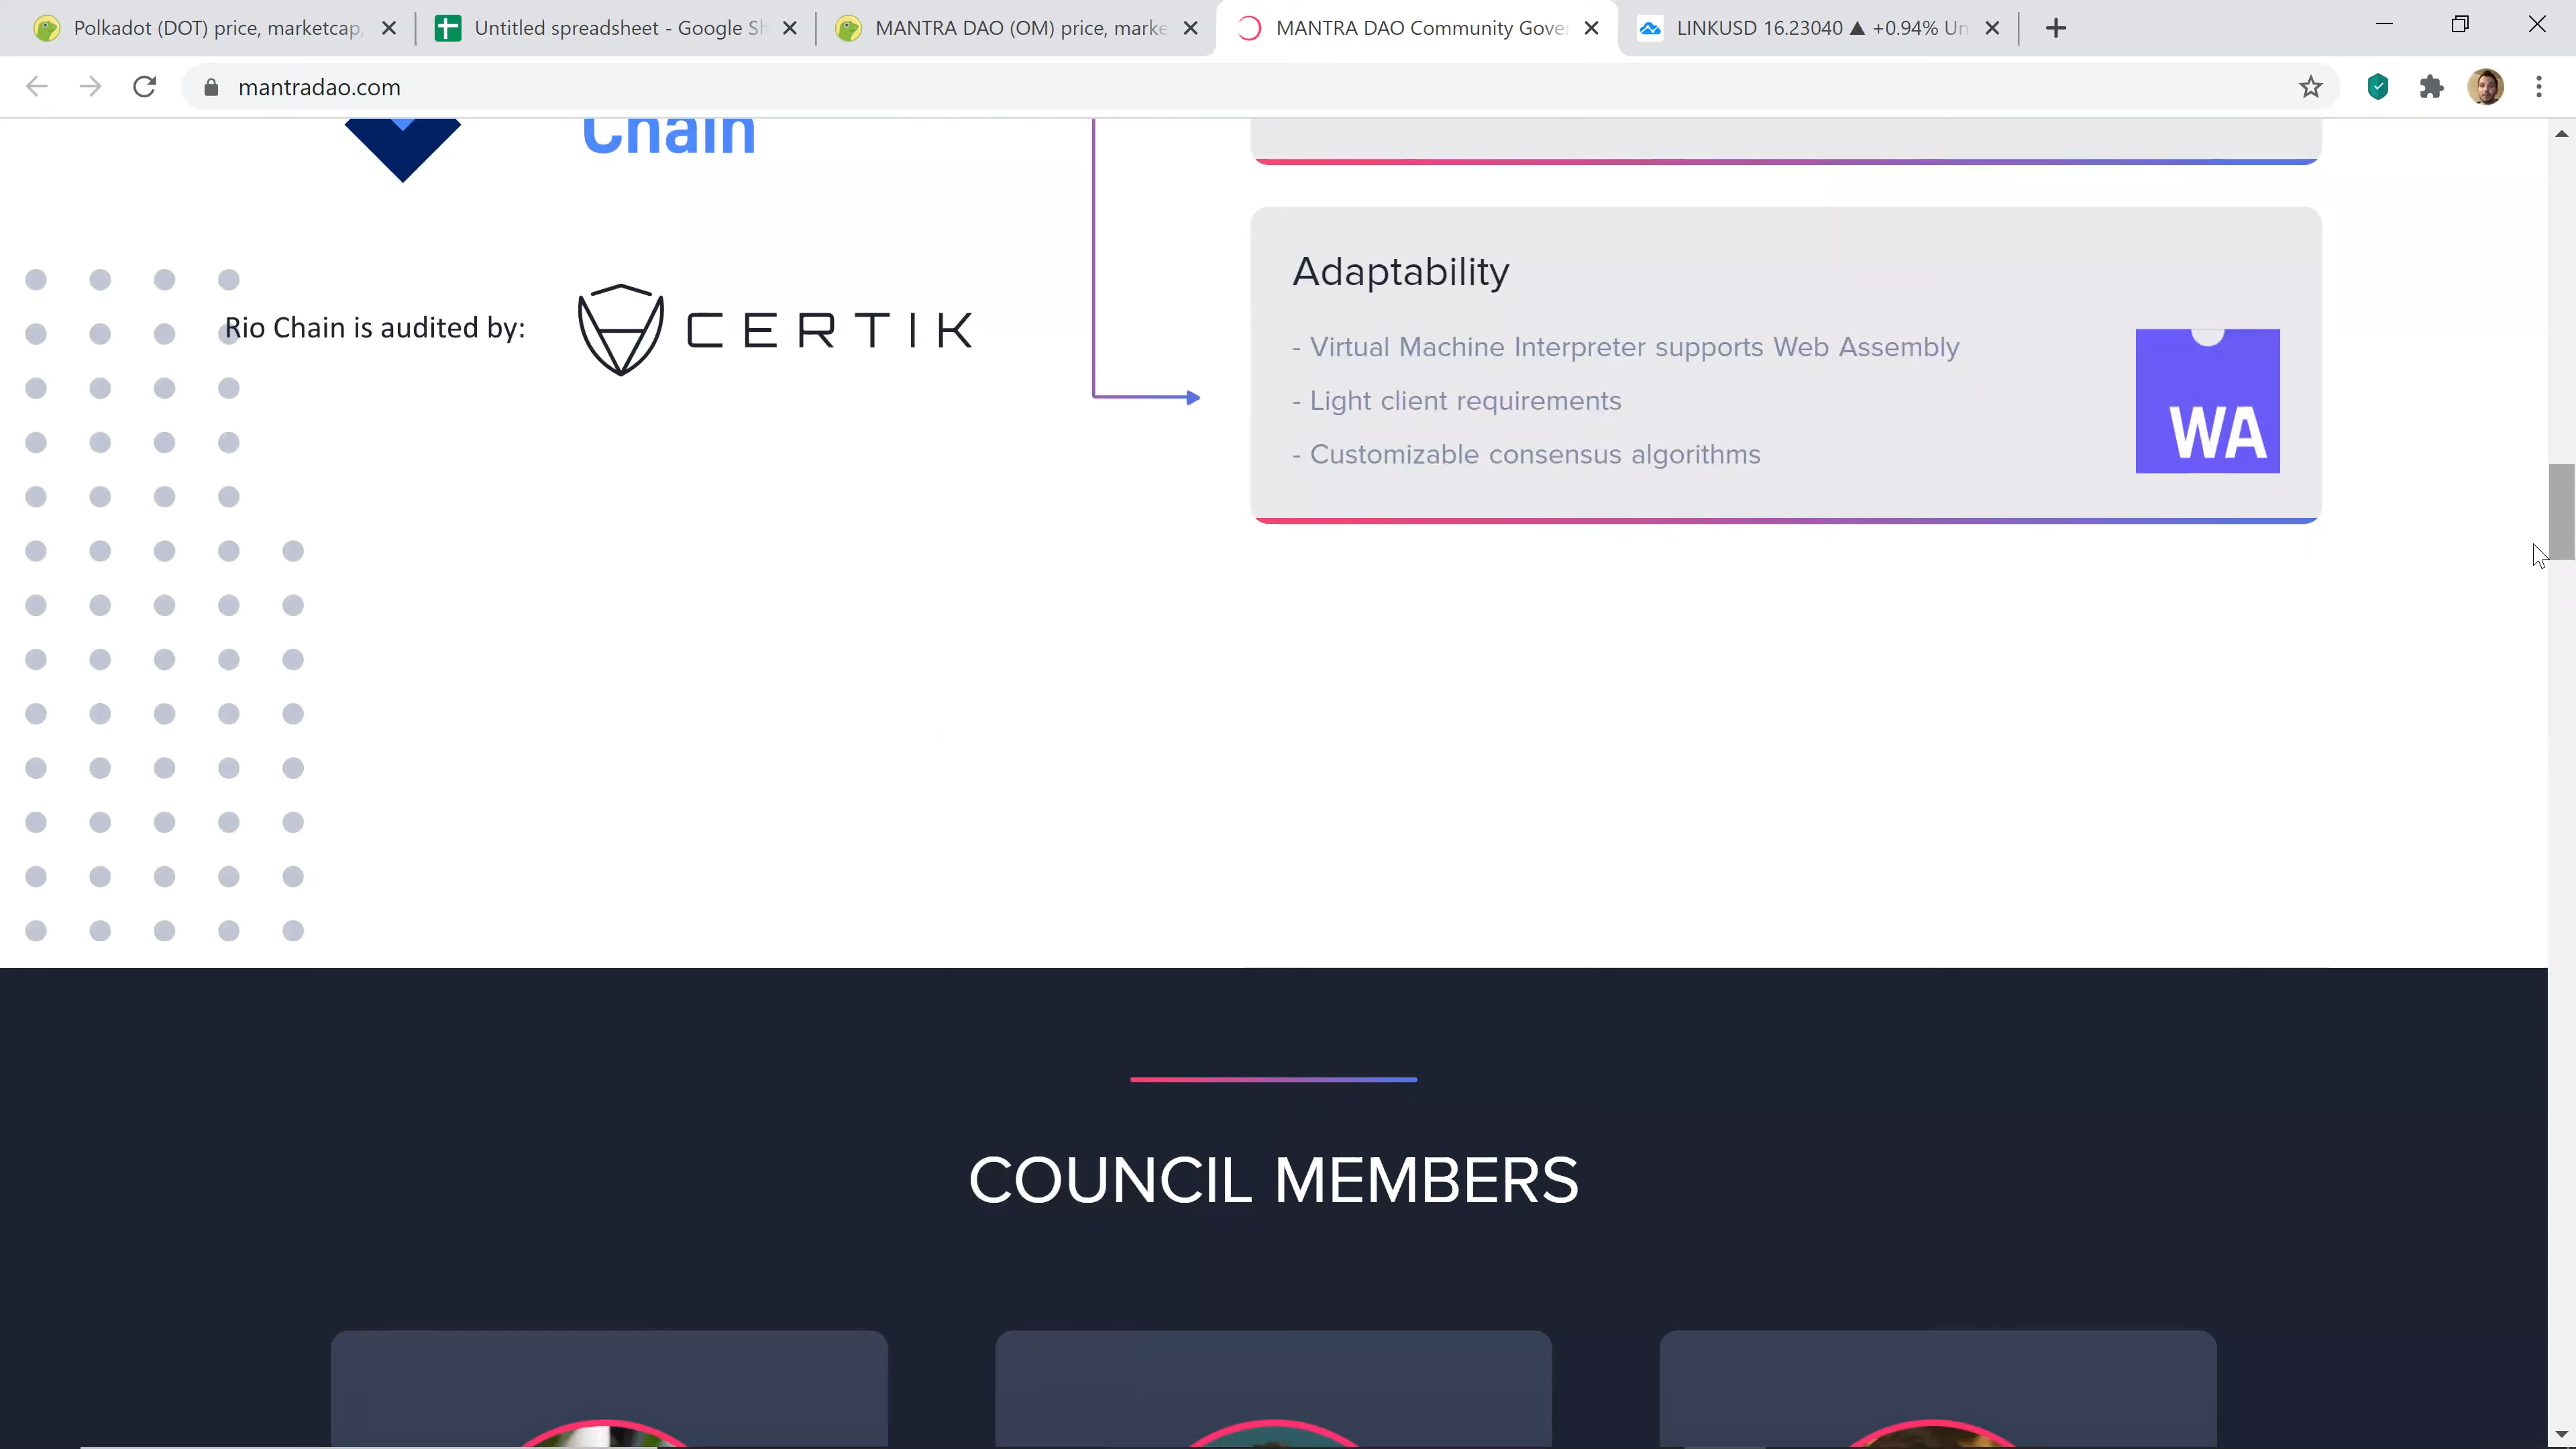 Polkadot (DOT) price, marketcap,
Untitled spreadsheet - Google Sh
MANTRA DAO (OM) price, marke
MANTRA DAO Community Gover
LINKUSD 16.23040 ▲ +0.94% Un
mantradao.com
Chain
Rio Chain is audited by:
CERTIK
Adaptability
- Virtual Machine Interpreter supports Web Assembly
- Light client requirements
- Customizable consensus algorithms
WA
COUNCIL MEMBERS